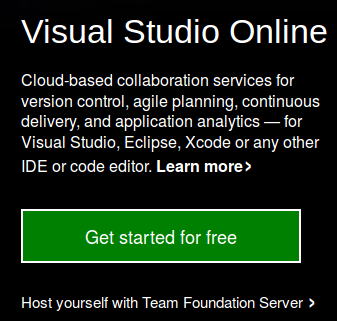 Visual Studio Online
Cloud-based collaboration services for
version control, agile planning, continuous
delivery, and application analytics — for
Visual Studio, Eclipse, Xcode or any other
IDE or code editor. Learn more›
Get started for free
Host yourself with Team Foundation Server ›